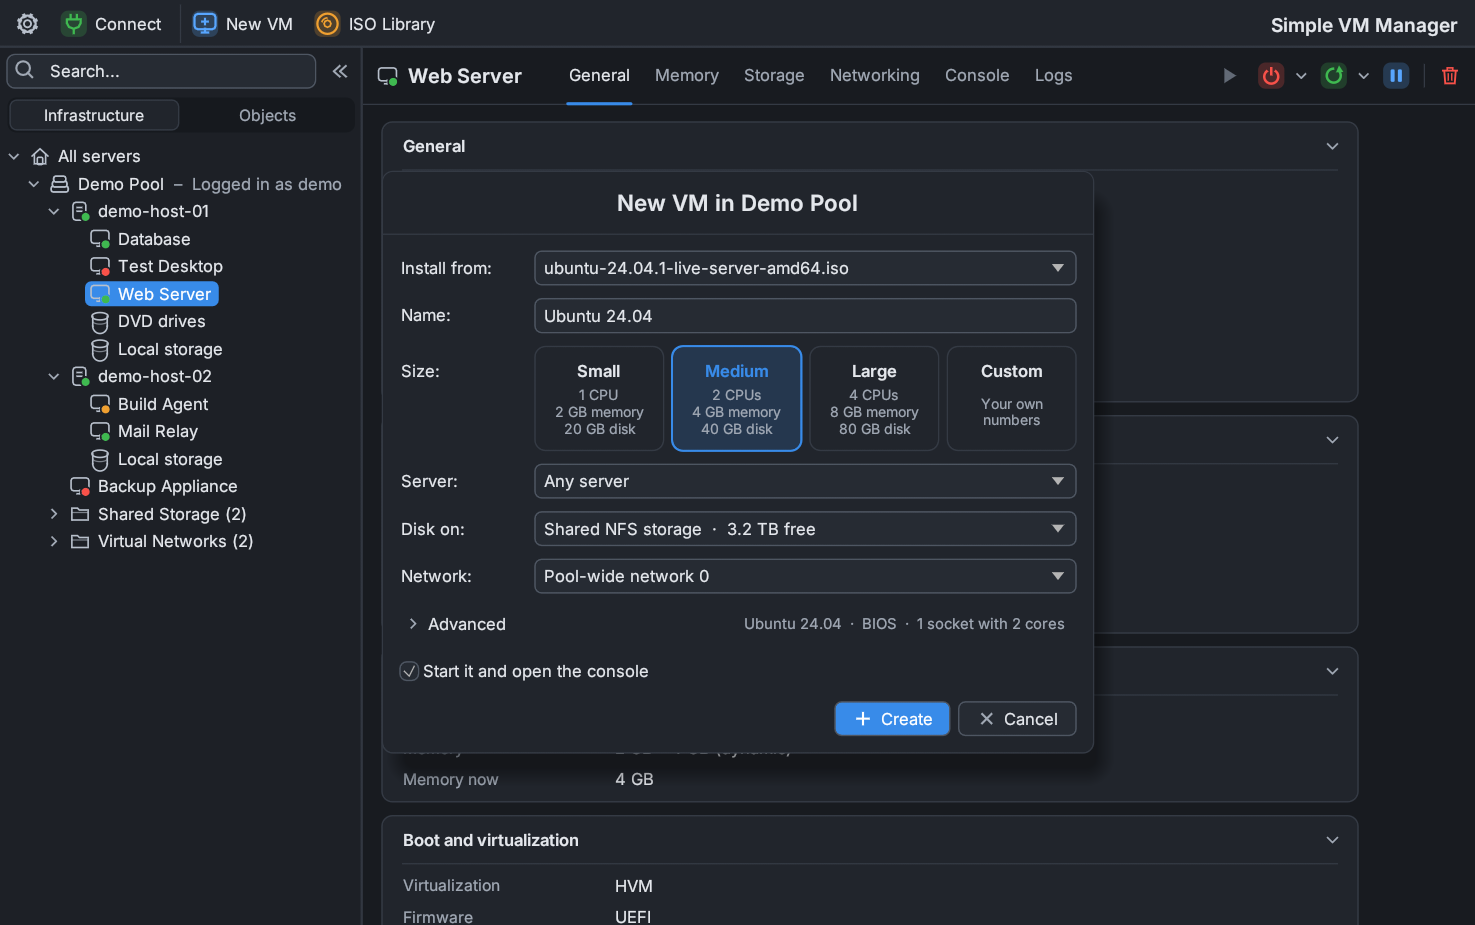 Connect
New VM
ISO Library
Simple VM Manager
Search...
Web Server
General
Memory
Storage
Networking
Console
Logs
Infrastructure
Objects
All servers
Demo Pool – Logged in as demo
demo-host-01
Database
Test Desktop
Web Server
DVD drives
Local storage
demo-host-02
Build Agent
Mail Relay
Local storage
Backup Appliance
Shared Storage (2)
Virtual Networks (2)
General
New VM in Demo Pool
Install from: ubuntu-24.04.1-live-server-amd64.iso
Name: Ubuntu 24.04
Size:
Small
1 CPU
2 GB memory
20 GB disk
Medium
2 CPUs
4 GB memory
40 GB disk
Large
4 CPUs
8 GB memory
80 GB disk
Custom
Your own
numbers
Server: Any server
Disk on: Shared NFS storage · 3.2 TB free
Network: Pool-wide network 0
Advanced
Ubuntu 24.04 · BIOS · 1 socket with 2 cores
Start it and open the console
Create
Cancel
Memory now 4 GB
Boot and virtualization
Virtualization HVM
Firmware UEFI